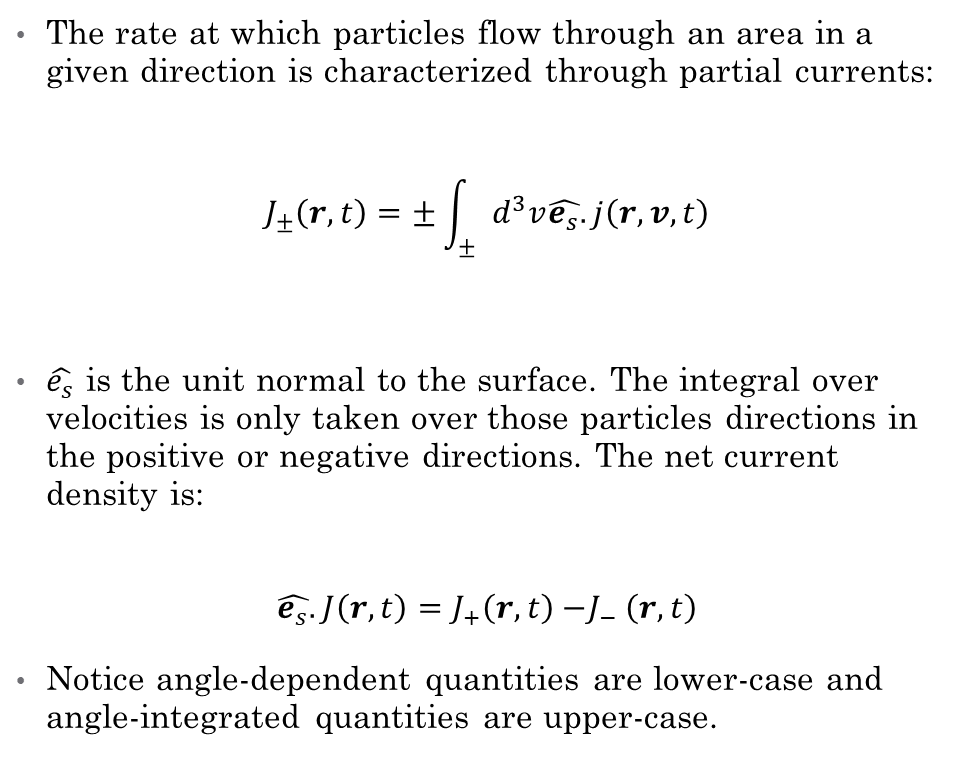 • The rate at which particles flow through an area in a
given direction is characterized through partial currents:
J±(r, t) = ± ∫± d³v ê_s. j(r, v, t)
• ê_s is the unit normal to the surface. The integral over
velocities is only taken over those particles directions in
the positive or negative directions. The net current
density is:
ê_s. J(r, t) = J₊(r, t) −J₋ (r, t)
• Notice angle-dependent quantities are lower-case and
angle-integrated quantities are upper-case.